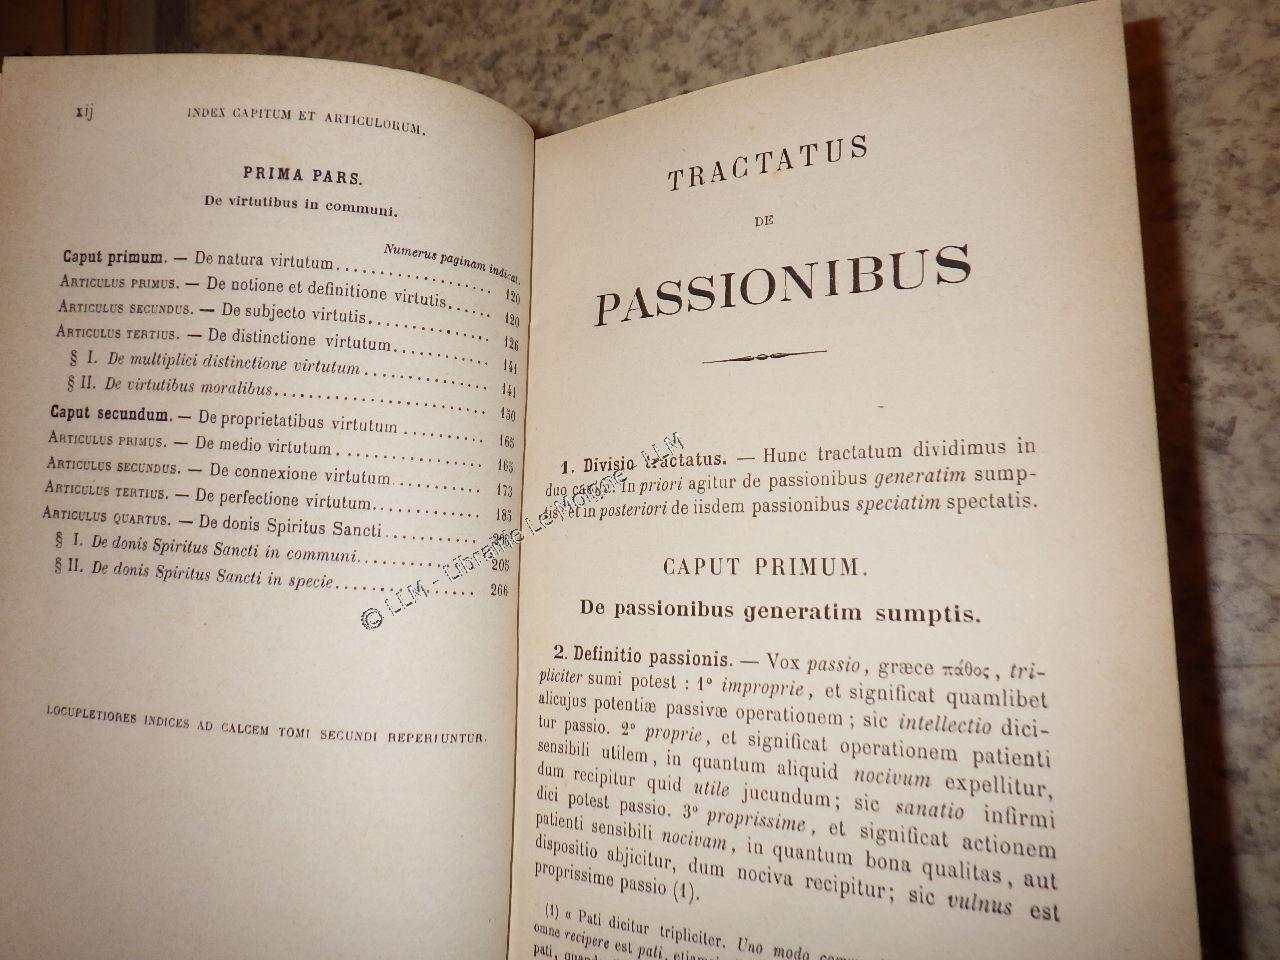 xij
INDEX CAPITUM ET ARTICULORUM.
PRIMA PARS.
De virtutibus in communi.
Numerus paginam indicat.
Caput primum. — De natura virtutum . . . . . . . . . . . . . . . . 120
ARTICULUS PRIMUS. — De notione et definitione virtutis . . . . . . 120
ARTICULUS SECUNDUS. — De subjecto virtutis . . . . . . . . . . . . 126
ARTICULUS TERTIUS. — De distinctione virtutum . . . . . . . . . . 141
§ I. De multiplici distinctione virtutum . . . . . . . . . . . . 141
§ II. De virtutibus moralibus . . . . . . . . . . . . . . . . . . 150
Caput secundum. — De proprietatibus virtutum . . . . . . . . . . 165
ARTICULUS PRIMUS. — De medio virtutum . . . . . . . . . . . . . . 165
ARTICULUS SECUNDUS. — De connexione virtutum . . . . . . . . . . 173
ARTICULUS TERTIUS. — De perfectione virtutum . . . . . . . . . . 185
ARTICULUS QUARTUS. — De donis Spiritus Sancti . . . . . . . . . .
§ I. De donis Spiritus Sancti in communi . . . . . . . . . . . . 205
§ II. De donis Spiritus Sancti in specie . . . . . . . . . . . . 266
LOCUPLETIORES INDICES AD CALCEM TOMI SECUNDI REPERIUNTUR.
TRACTATUS
DE
PASSIONIBUS
1. Divisio tractatus. — Hunc tractatum dividimus in
duo capita. In priori agitur de passionibus generatim sump-
tis, et in posteriori de iisdem passionibus speciatim spectatis.
CAPUT PRIMUM.
De passionibus generatim sumptis.
2. Definitio passionis. — Vox passio, græce πάθος, tri-
pliciter sumi potest : 1° improprie, et significat quamlibet
alicujus potentiæ passivæ operationem ; sic intellectio dici-
tur passio. 2° proprie, et significat operationem patienti
sensibili utilem, in quantum aliquid nocivum expellitur,
dum recipitur quid utile jucundum ; sic sanatio infirmi
dici potest passio. 3° proprissime, et significat actionem
patienti sensibili nocivam, in quantum bona qualitas, aut
dispositio abjicitur, dum nociva recipitur ; sic vulnus est
proprissime passio (1).
(1) « Pati dicitur tripliciter. Uno modo
omne recipere est pati,
pati,
© LLM - Librairie Le Monne - LLM